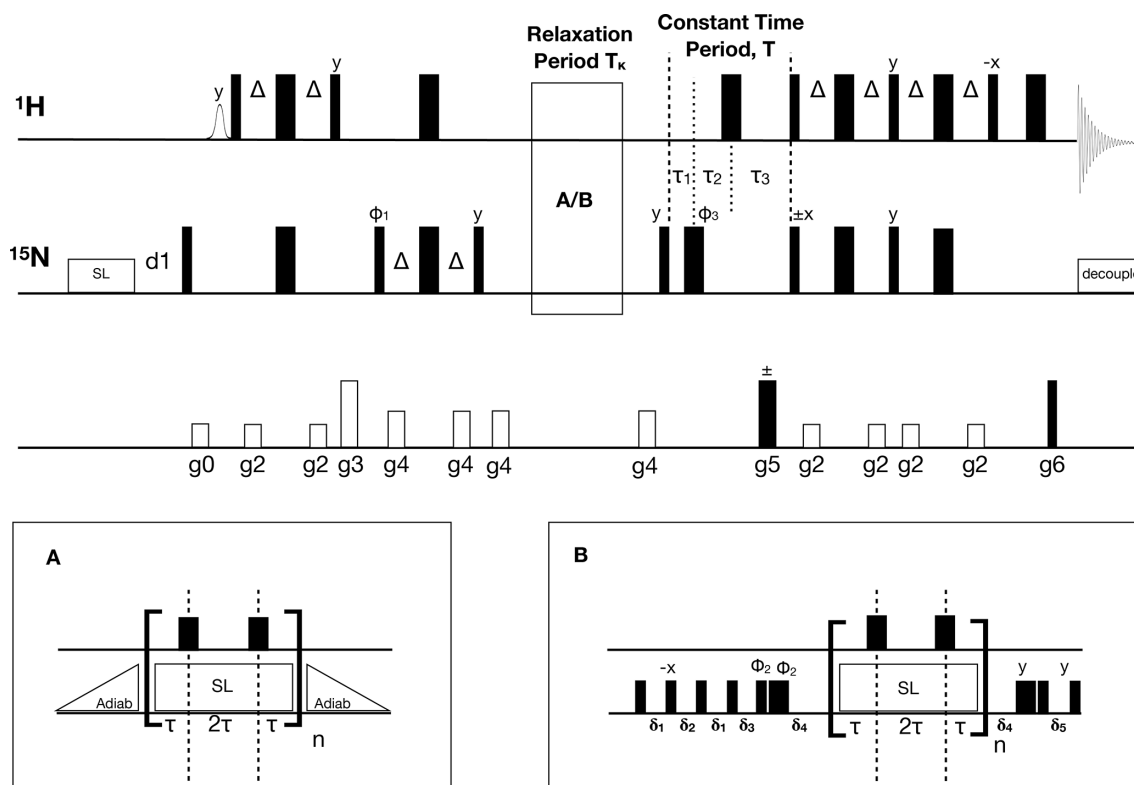 Relaxation
Period Tκ
Constant Time
Period, T
y Δ Δ y y Δ Δ Δ Δ -x
¹H
τ₁ τ₂ τ₃
A/B
ϕ₁ y y ϕ₃ ±x y
¹⁵N
SL d1 Δ Δ decouple
±
g0 g2 g2 g3 g4 g4 g4 g4 g5 g2 g2 g2 g2 g6
A
Adiab SL Adiab
τ 2τ τ n
B
-x Φ₂ Φ₂ SL y y
δ₁ δ₂ δ₁ δ₃ δ₄ τ 2τ τ n δ₄ δ₅